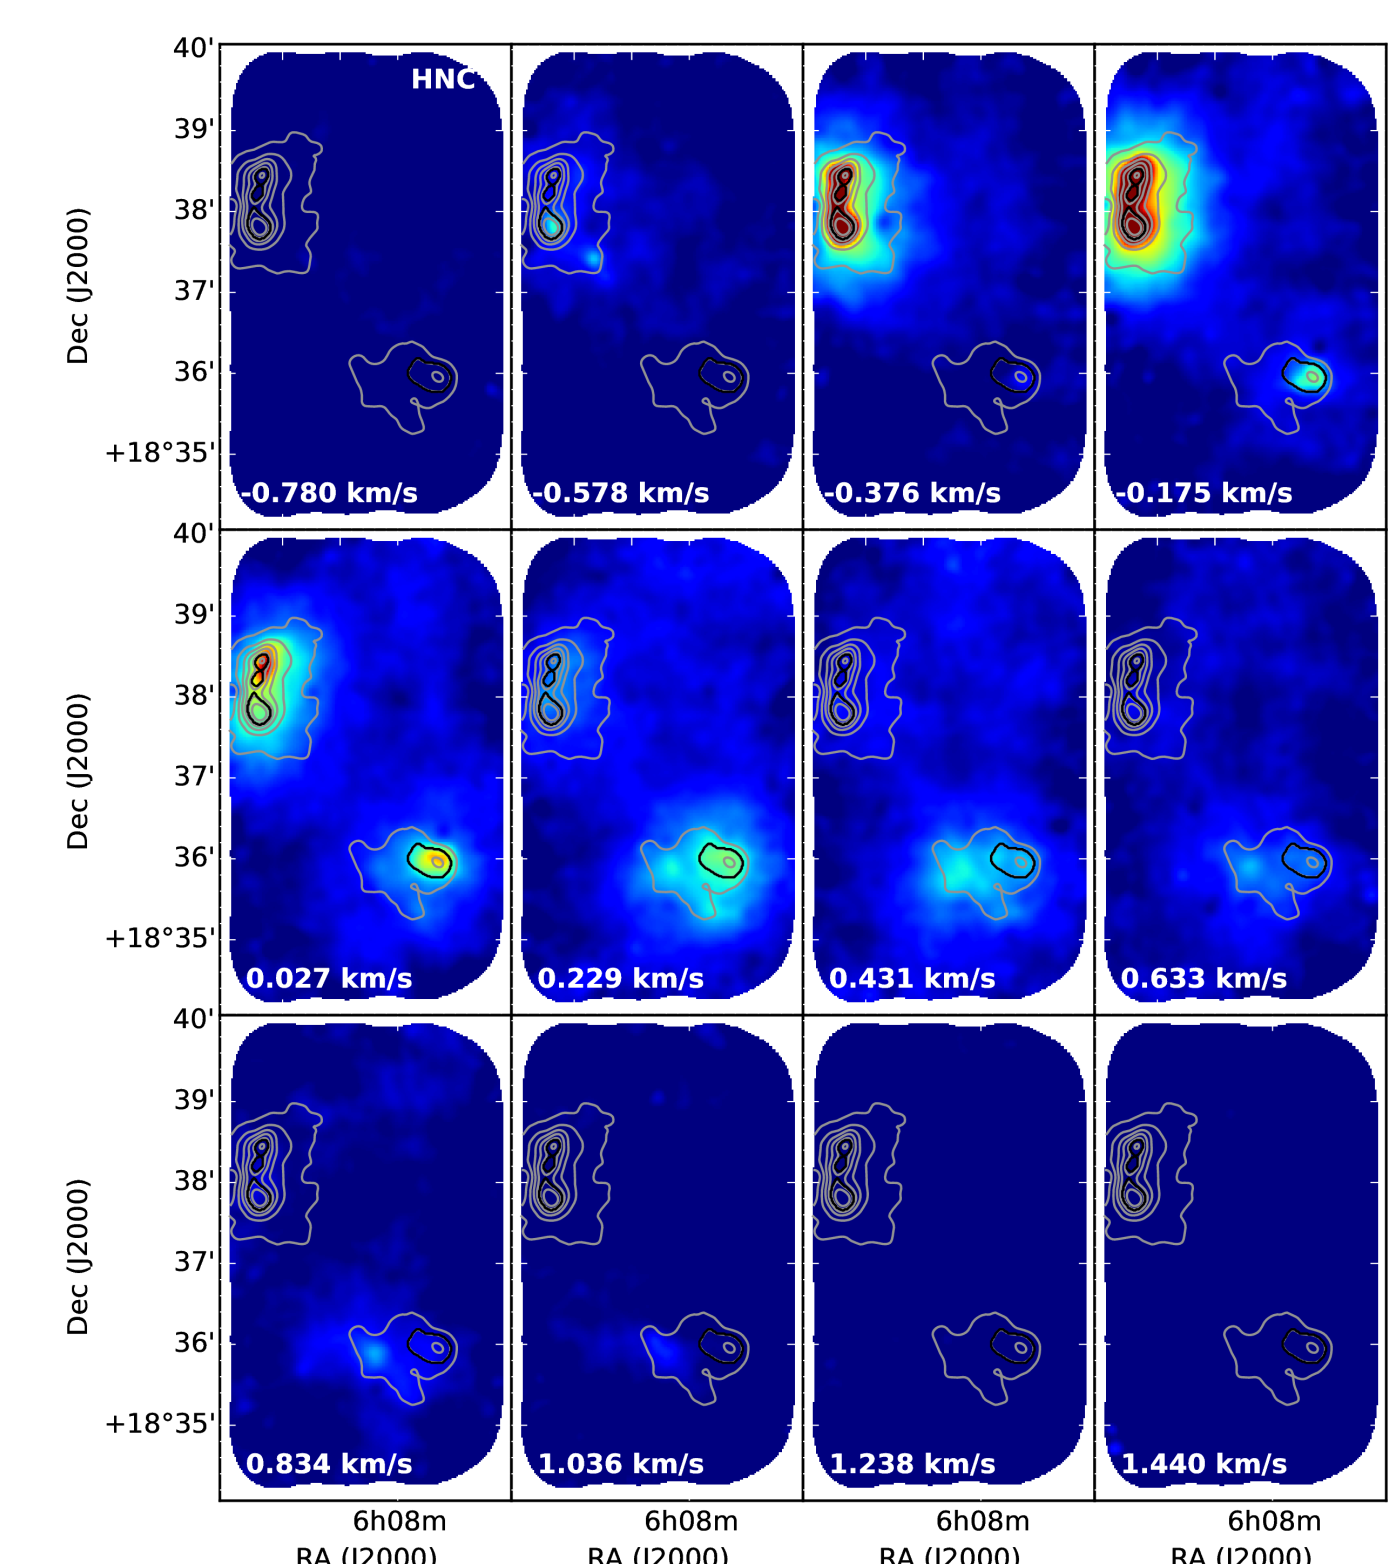 40'
HNC
39'
38'
37'
36'
+18°35'
Dec (J2000)
-0.780 km/s
-0.578 km/s
-0.376 km/s
-0.175 km/s
40'
39'
38'
37'
36'
+18°35'
Dec (J2000)
0.027 km/s
0.229 km/s
0.431 km/s
0.633 km/s
40'
39'
38'
37'
36'
+18°35'
Dec (J2000)
0.834 km/s
1.036 km/s
1.238 km/s
1.440 km/s
6h08m
6h08m
6h08m
6h08m
RA (J2000)
RA (J2000)
RA (J2000)
RA (J2000)